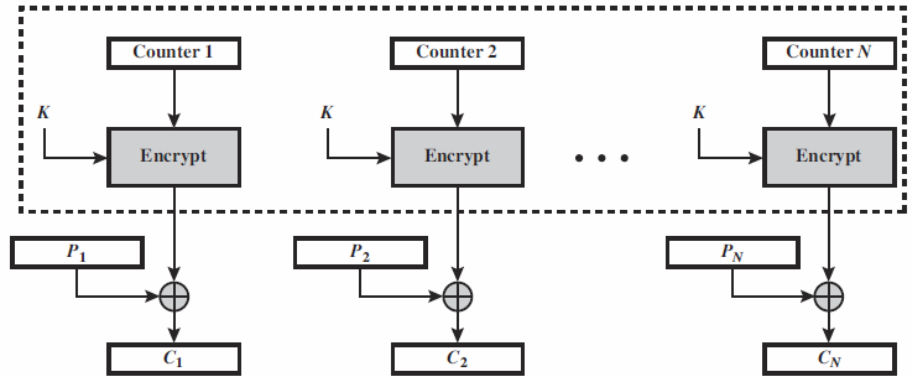 Counter 1 Counter 2 Counter N
K K K
Encrypt Encrypt • • • Encrypt
P1 P2 PN
C1 C2 CN